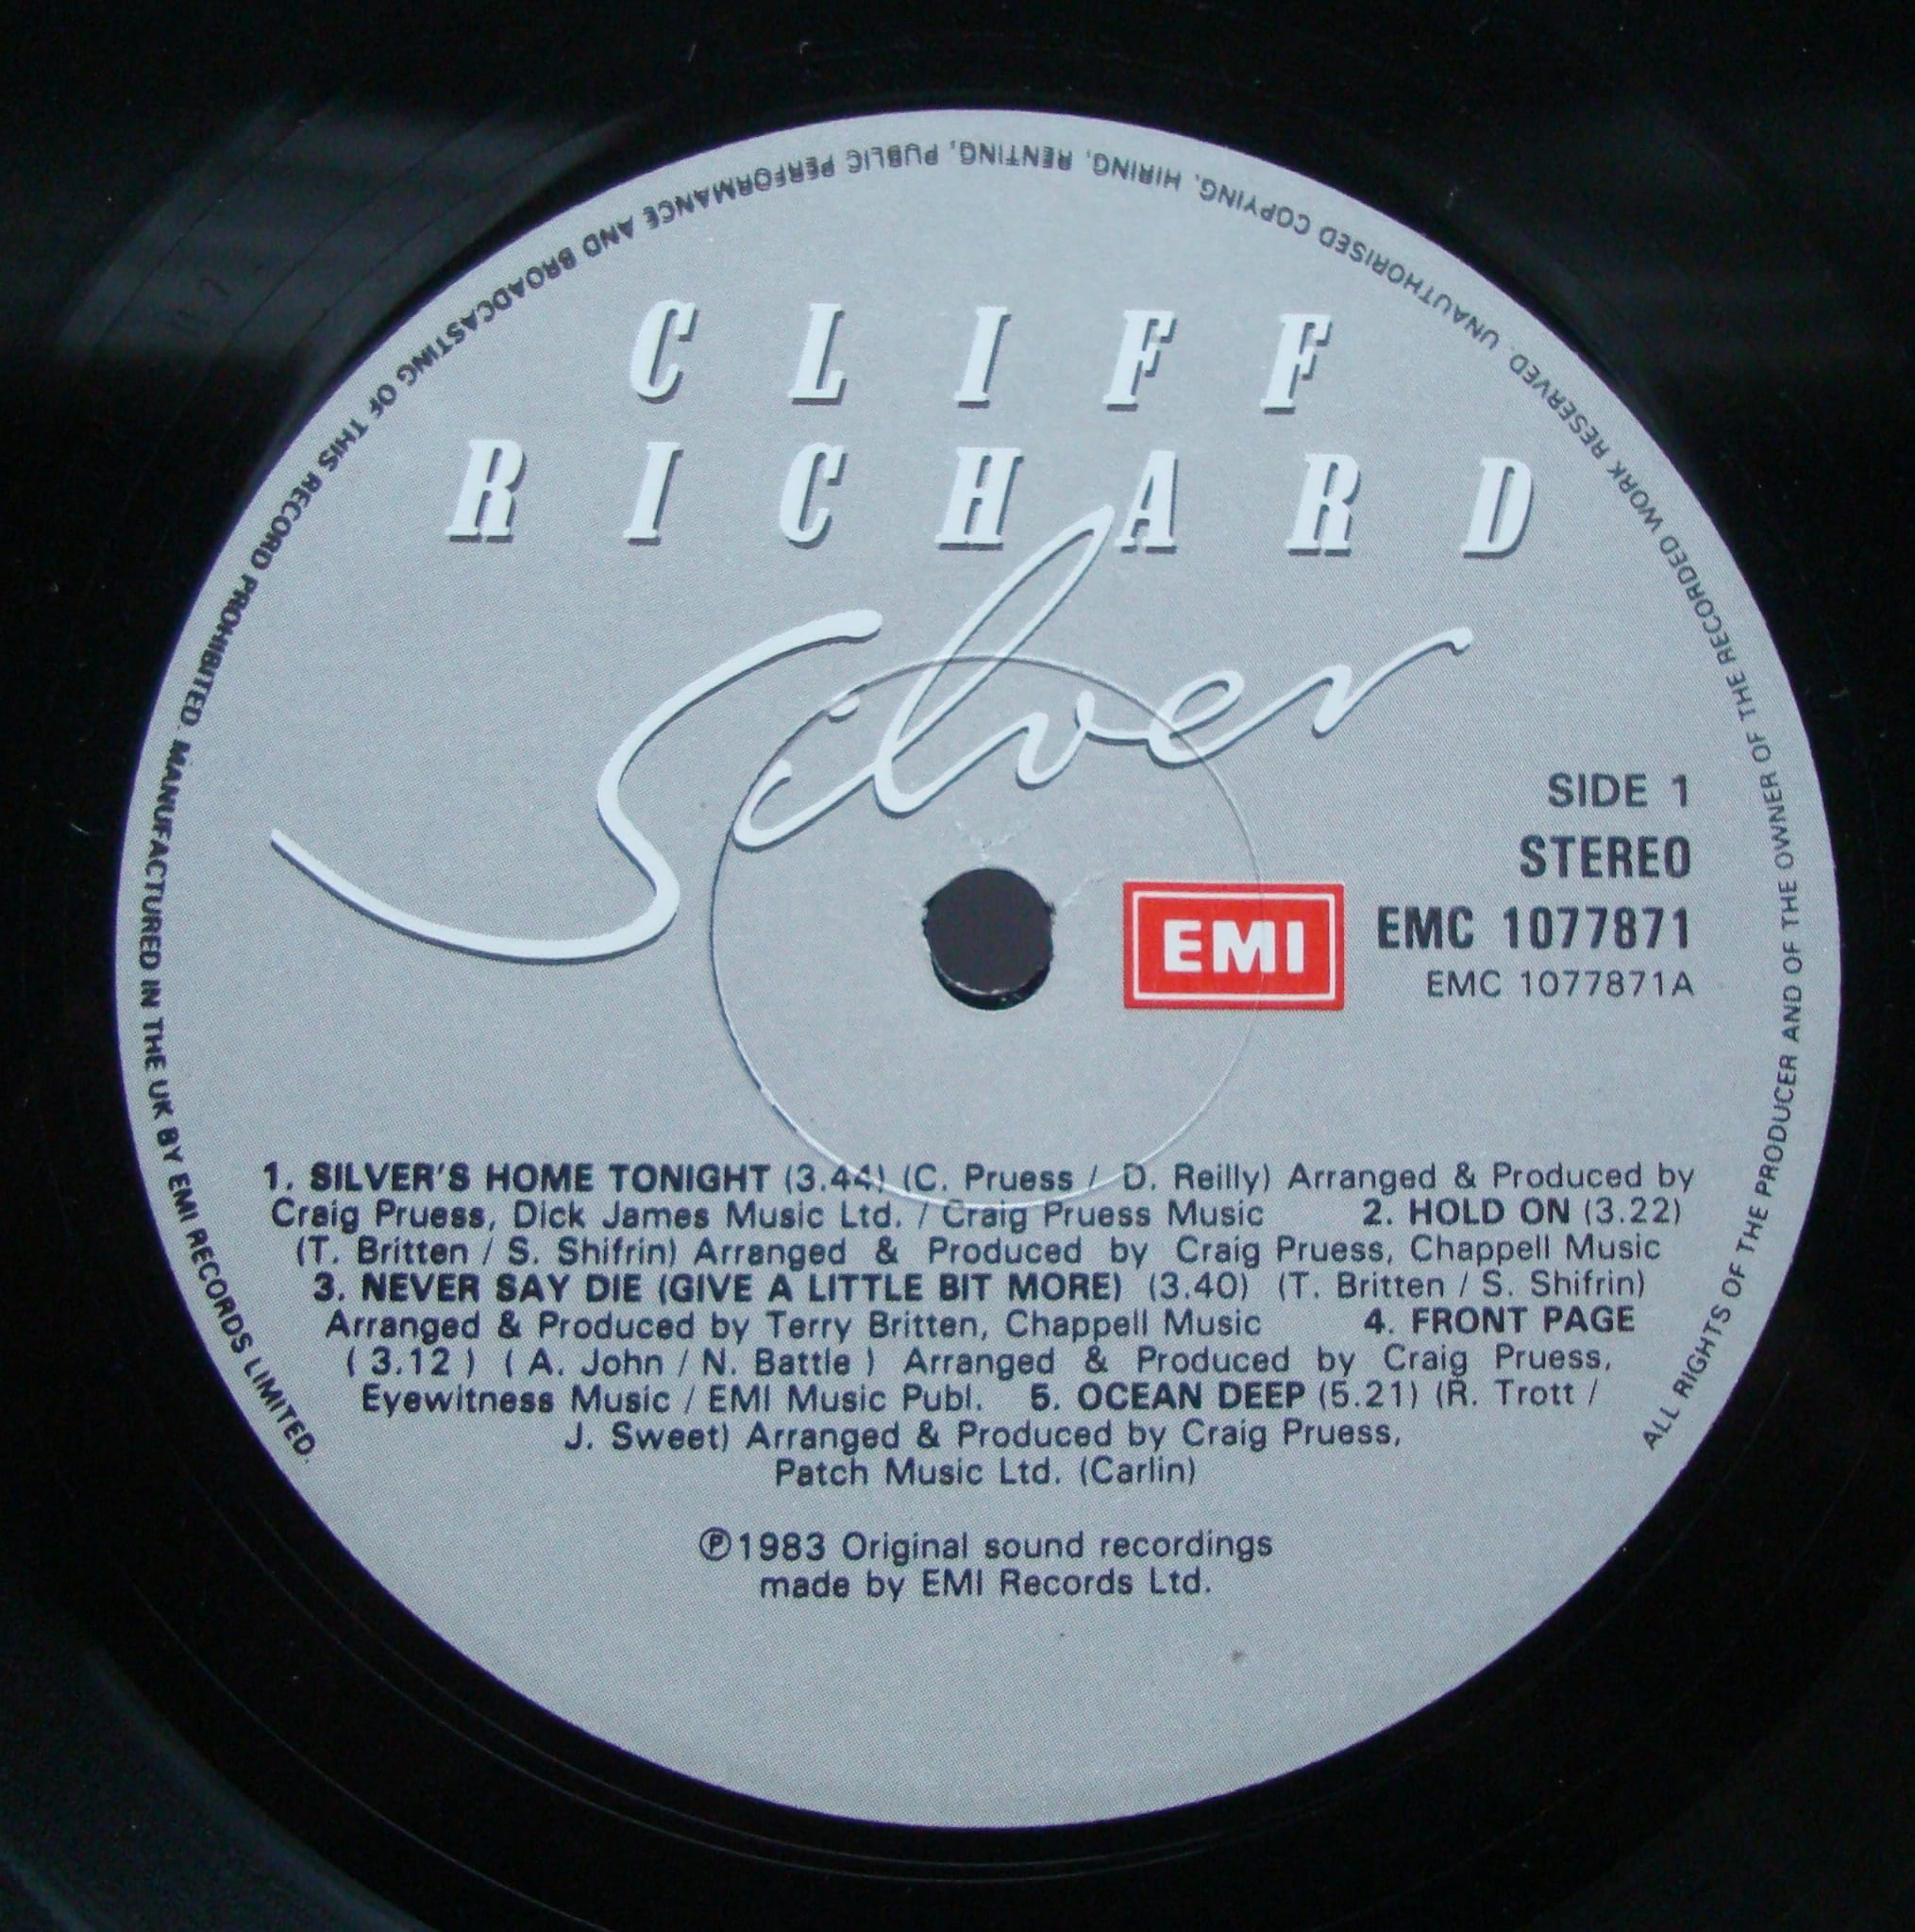 CLIFF
RICHARD
Silver
SIDE 1
STEREO
EMI
EMC 1077871
EMC 1077871A
1. SILVER'S HOME TONIGHT (3.44) (C. Pruess / D. Reilly) Arranged & Produced by
Craig Pruess, Dick James Music Ltd. / Craig Pruess Music 2. HOLD ON (3.22)
(T. Britten / S. Shifrin) Arranged & Produced by Craig Pruess, Chappell Music
3. NEVER SAY DIE (GIVE A LITTLE BIT MORE) (3.40) (T. Britten / S. Shifrin)
Arranged & Produced by Terry Britten, Chappell Music 4. FRONT PAGE
( 3.12 ) ( A. John / N. Battle ) Arranged & Produced by Craig Pruess,
Eyewitness Music / EMI Music Publ. 5. OCEAN DEEP (5.21) (R. Trott /
J. Sweet) Arranged & Produced by Craig Pruess,
Patch Music Ltd. (Carlin)
℗1983 Original sound recordings
made by EMI Records Ltd.
ALL RIGHTS OF THE PRODUCER AND OF THE OWNER OF THE RECORDED WORK RESERVED. UNAUTHORISED COPYING, HIRING, RENTING, PUBLIC PERFORMANCE AND BROADCASTING OF THIS RECORD PROHIBITED. MANUFACTURED IN THE UK BY EMI RECORDS LIMITED.